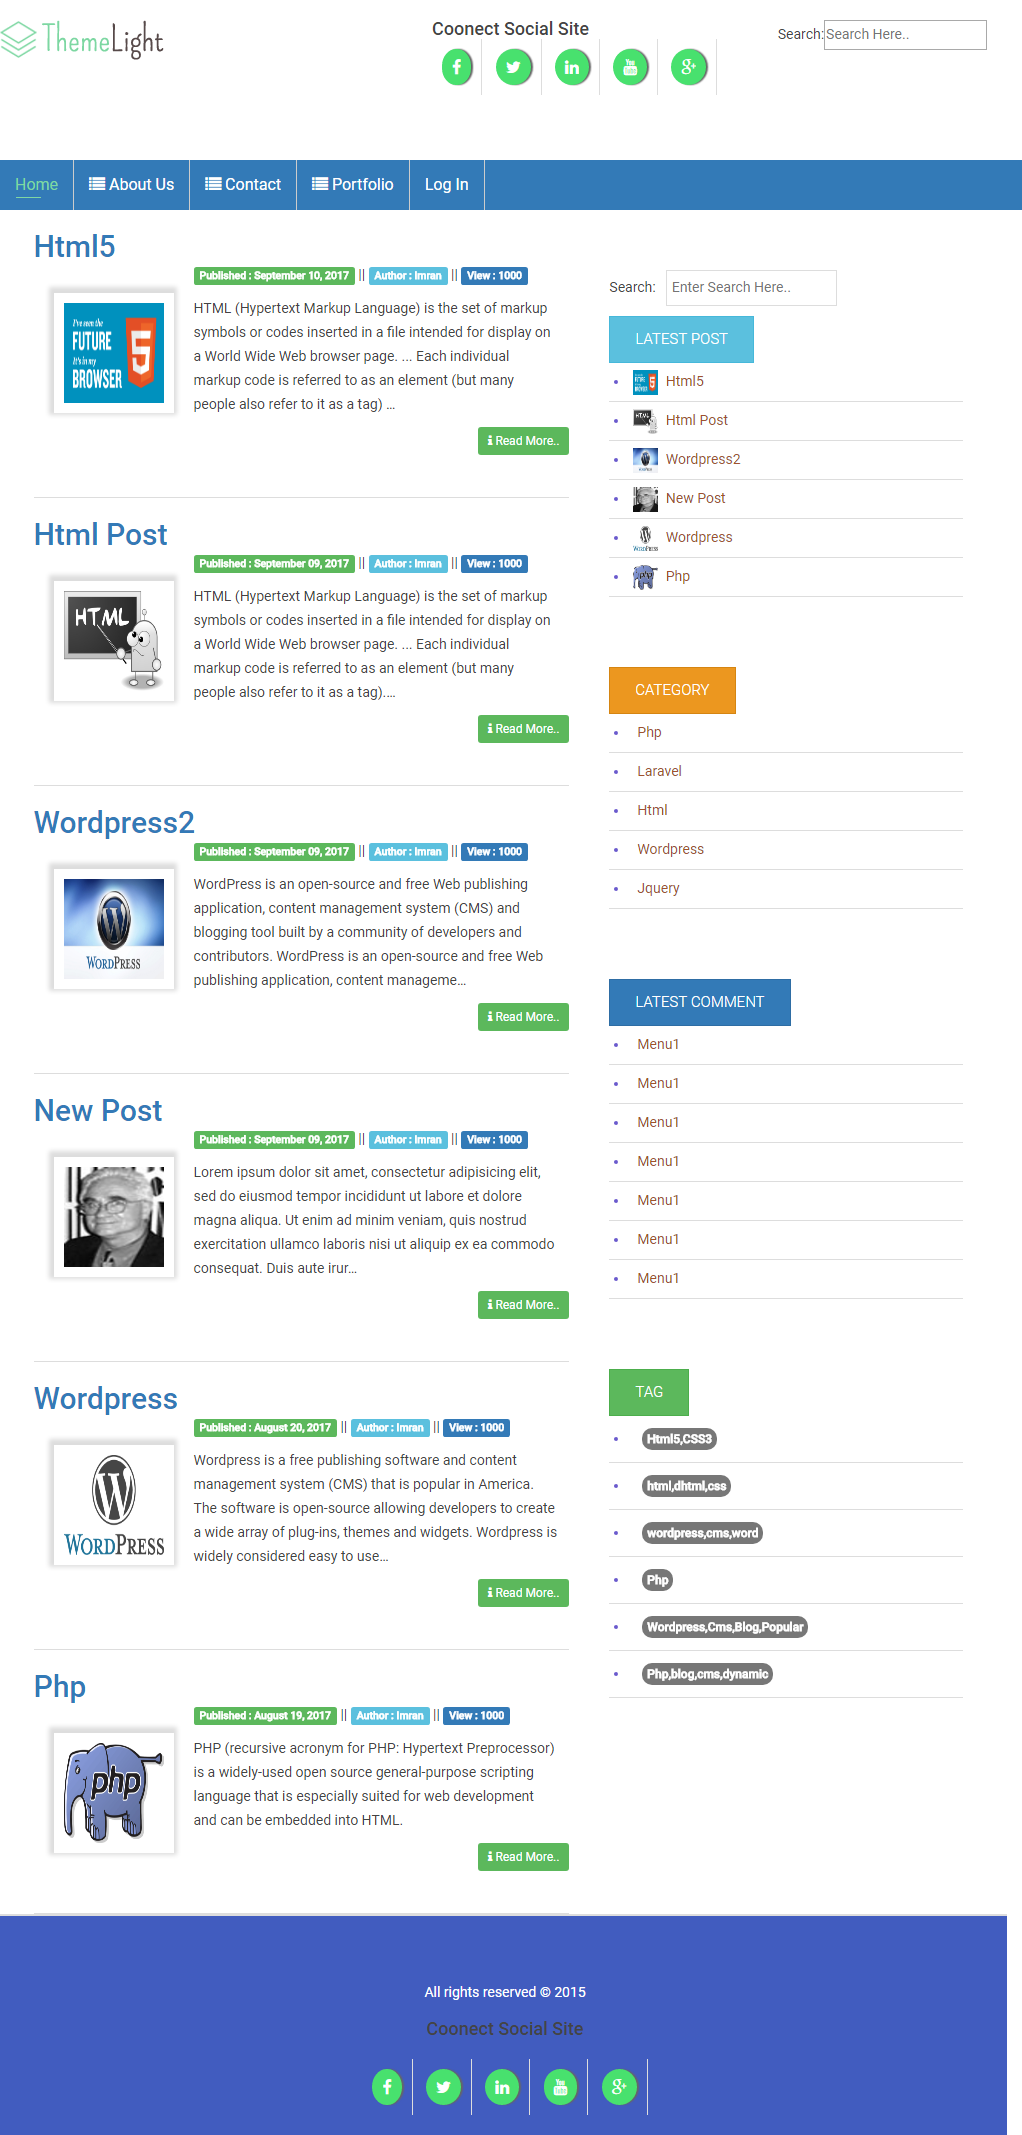 ThemeLight
Coonect Social Site
Search: Search Here..
Home
About Us
Contact
Portfolio
Log In
Html5
Published : September 10, 2017 || Author : Imran || View : 1000
I've seen the
FUTURE
It's in my
BROWSER
HTML (Hypertext Markup Language) is the set of markup
symbols or codes inserted in a file intended for display on
a World Wide Web browser page. ... Each individual
markup code is referred to as an element (but many
people also refer to it as a tag) ...
Read More..
Html Post
Published : September 09, 2017 || Author : Imran || View : 1000
HTML
HTML (Hypertext Markup Language) is the set of markup
symbols or codes inserted in a file intended for display on
a World Wide Web browser page. ... Each individual
markup code is referred to as an element (but many
people also refer to it as a tag)....
Read More..
Wordpress2
Published : September 09, 2017 || Author : Imran || View : 1000
WORDPRESS
WordPress is an open-source and free Web publishing
application, content management system (CMS) and
blogging tool built by a community of developers and
contributors. WordPress is an open-source and free Web
publishing application, content manageme...
Read More..
New Post
Published : September 09, 2017 || Author : Imran || View : 1000
Lorem ipsum dolor sit amet, consectetur adipisicing elit,
sed do eiusmod tempor incididunt ut labore et dolore
magna aliqua. Ut enim ad minim veniam, quis nostrud
exercitation ullamco laboris nisi ut aliquip ex ea commodo
consequat. Duis aute irur...
Read More..
Wordpress
Published : August 20, 2017 || Author : Imran || View : 1000
WORDPRESS
Wordpress is a free publishing software and content
management system (CMS) that is popular in America.
The software is open-source allowing developers to create
a wide array of plug-ins, themes and widgets. Wordpress is
widely considered easy to use...
Read More..
Php
Published : August 19, 2017 || Author : Imran || View : 1000
php
PHP (recursive acronym for PHP: Hypertext Preprocessor)
is a widely-used open source general-purpose scripting
language that is especially suited for web development
and can be embedded into HTML.
Read More..
Search: Enter Search Here..
LATEST POST
Html5
Html Post
Wordpress2
New Post
Wordpress
Php
CATEGORY
Php
Laravel
Html
Wordpress
Jquery
LATEST COMMENT
Menu1
Menu1
Menu1
Menu1
Menu1
Menu1
Menu1
TAG
Html5,CSS3
html,dhtml,css
wordpress,cms,word
Php
Wordpress,Cms,Blog,Popular
Php,blog,cms,dynamic
All rights reserved © 2015
Coonect Social Site